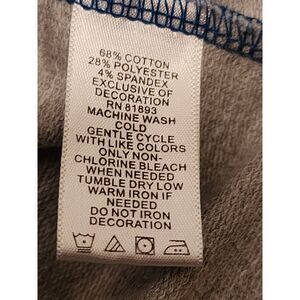 68% COTTON
28% POLYESTER
4% SPANDEX
EXCLUSIVE OF
DECORATION
RN 81893
MACHINE WASH
COLD
GENTLE CYCLE
WITH LIKE COLORS
ONLY NON-
CHLORINE BLEACH
WHEN NEEDED
TUMBLE DRY LOW
WARM IRON IF
NEEDED
DO NOT IRON
DECORATION